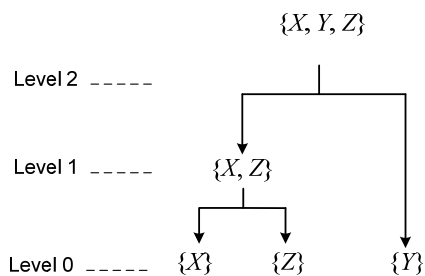 {X, Y, Z}
Level 2
Level 1
{X, Z}
Level 0
{X}
{Z}
{Y}